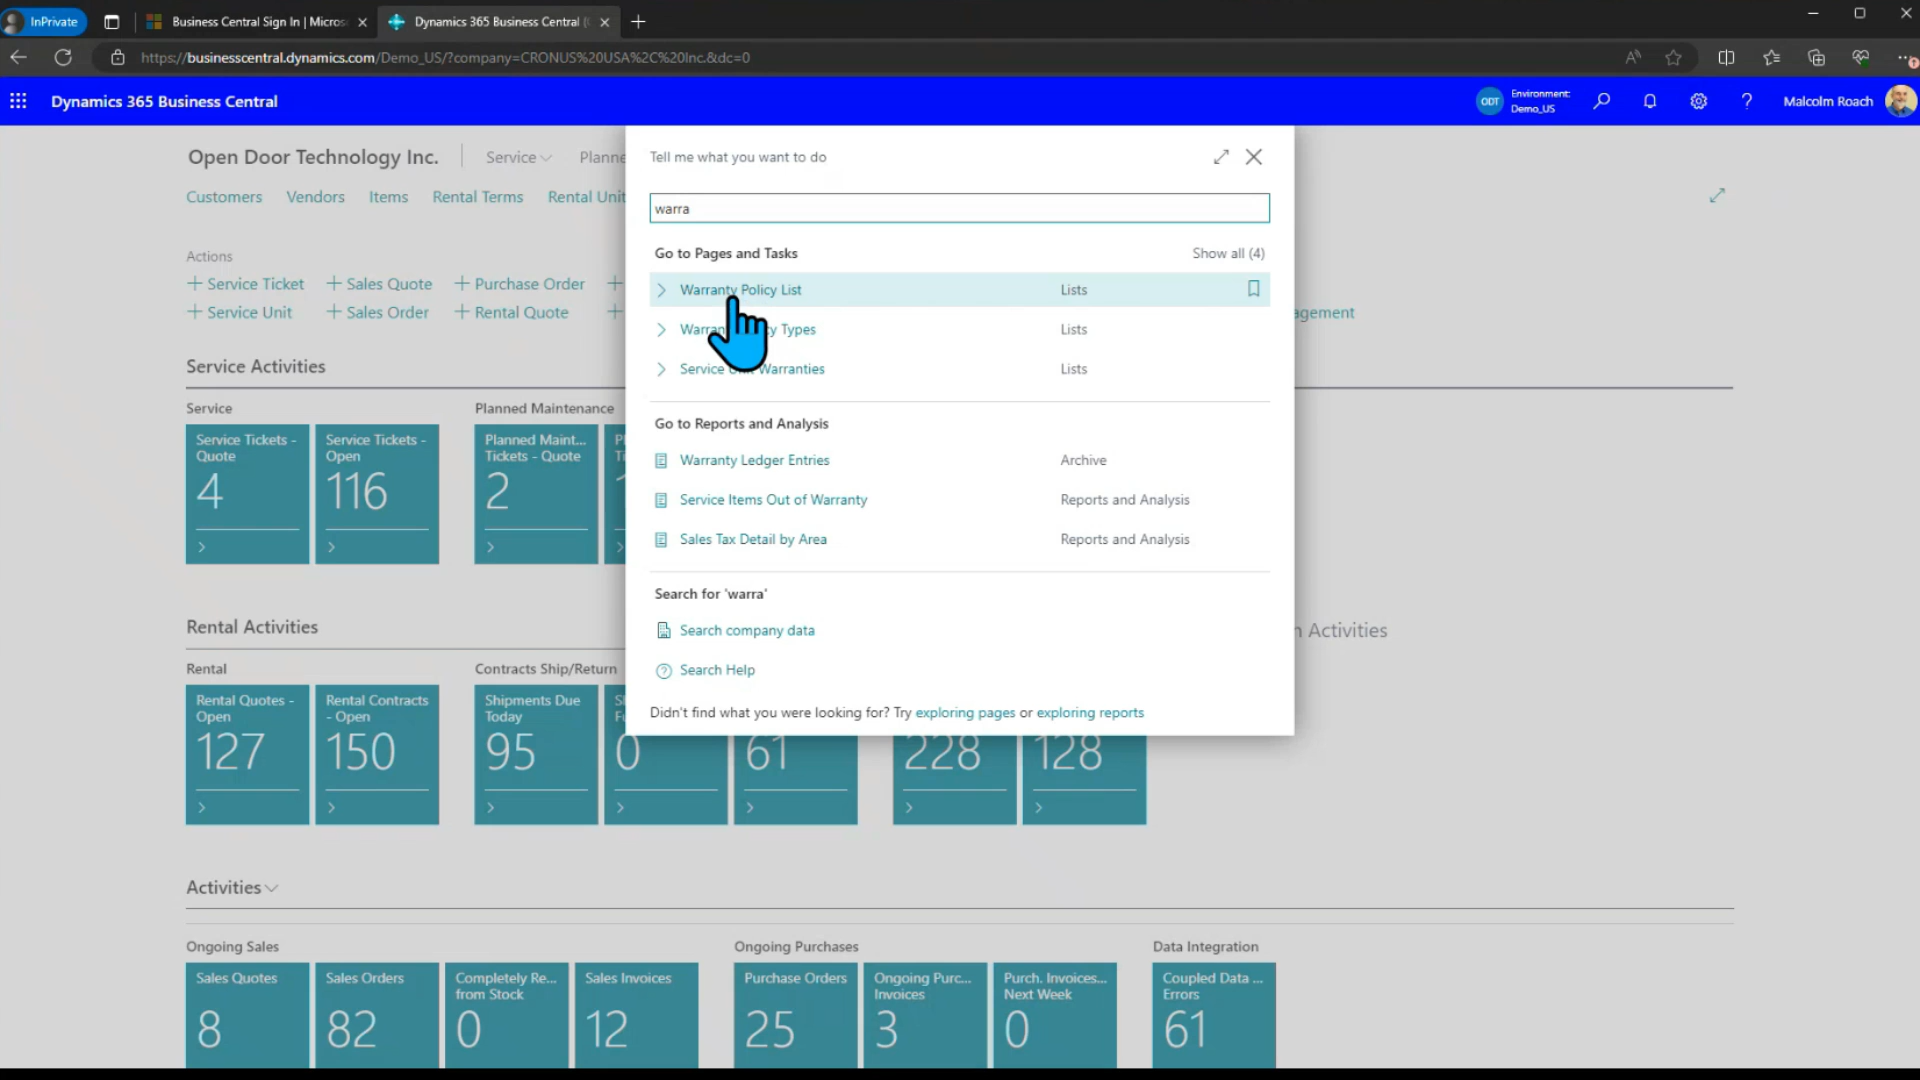 InPrivate
Business Central Sign In | Micros
Dynamics 365 Business Central (
https://businesscentral.dynamics.com/Demo_US/?company=CRONUS%20USA%2C%20Inc.&dc=0
Dynamics 365 Business Central
ODT
Environment:
Demo_US
?
Malcolm Roach
Open Door Technology Inc.
Service
Planne
Customers
Vendors
Items
Rental Terms
Rental Unit
Actions
+ Service Ticket
+ Sales Quote
+ Purchase Order
+
+ Service Unit
+ Sales Order
+ Rental Quote
+
agement
Tell me what you want to do
warra
Go to Pages and Tasks
Show all (4)
Warranty Policy List
Lists
Types
Lists
Service Warranties
Lists
Go to Reports and Analysis
Warranty Ledger Entries
Archive
Service Items Out of Warranty
Reports and Analysis
Sales Tax Detail by Area
Reports and Analysis
Search for 'warra'
Search company data
Search Help
Didn't find what you were looking for? Try exploring pages or exploring reports
Service Activities
Service
Planned Maintenance
Service Tickets -
Quote
4
Service Tickets -
Open
116
Planned Maint...
Tickets - Quote
2
Rental Activities
n Activities
Rental
Contracts Ship/Return
Rental Quotes -
Open
127
Rental Contracts
- Open
150
Shipments Due
Today
95
0
61
228
128
Activities
Ongoing Sales
Ongoing Purchases
Data Integration
Sales Quotes
8
Sales Orders
82
Completely Re...
from Stock
0
Sales Invoices
12
Purchase Orders
25
Ongoing Purc...
Invoices
3
Purch. Invoices...
Next Week
0
Coupled Data ...
Errors
61